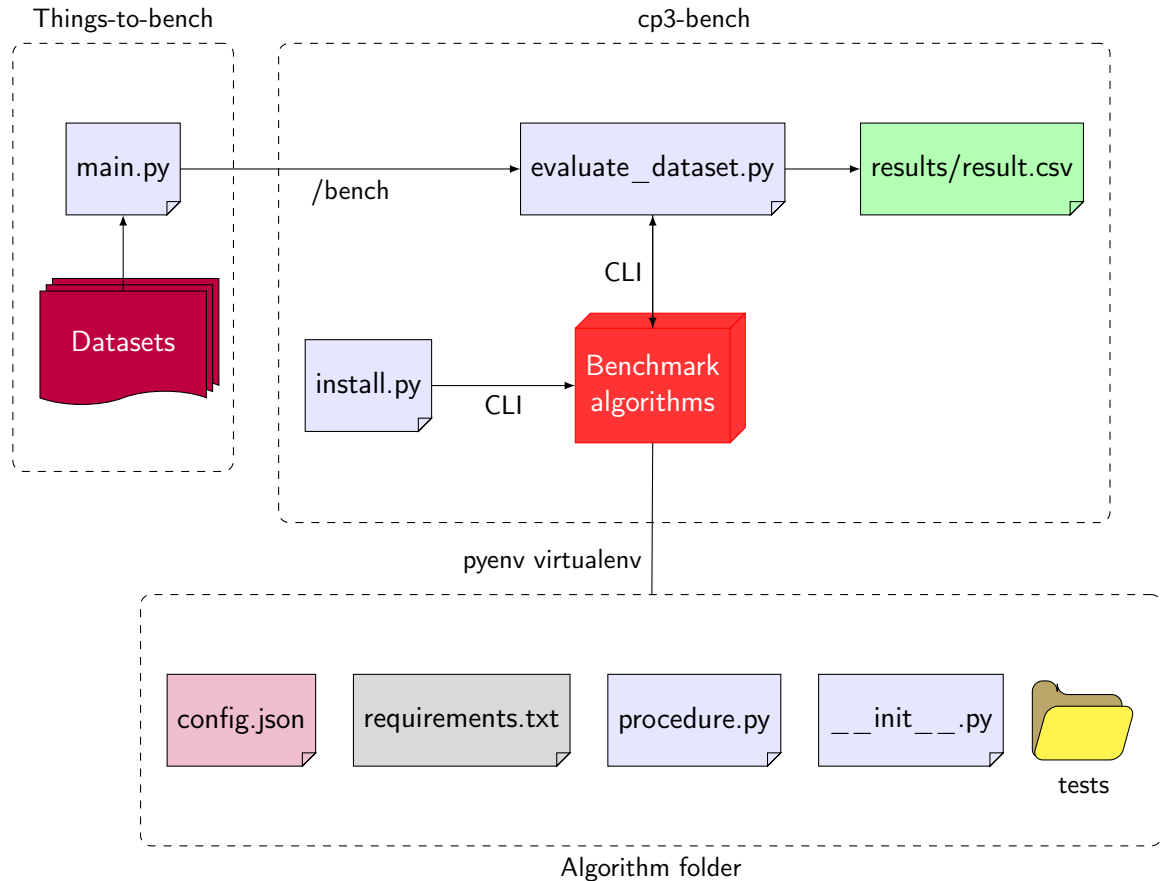 Things-to-bench
cp3-bench
main.py
/bench
evaluate_dataset.py
results/result.csv
CLI
Datasets
install.py
CLI
Benchmark
algorithms
pyenv virtualenv
config.json
requirements.txt
procedure.py
__init__.py
tests
Algorithm folder